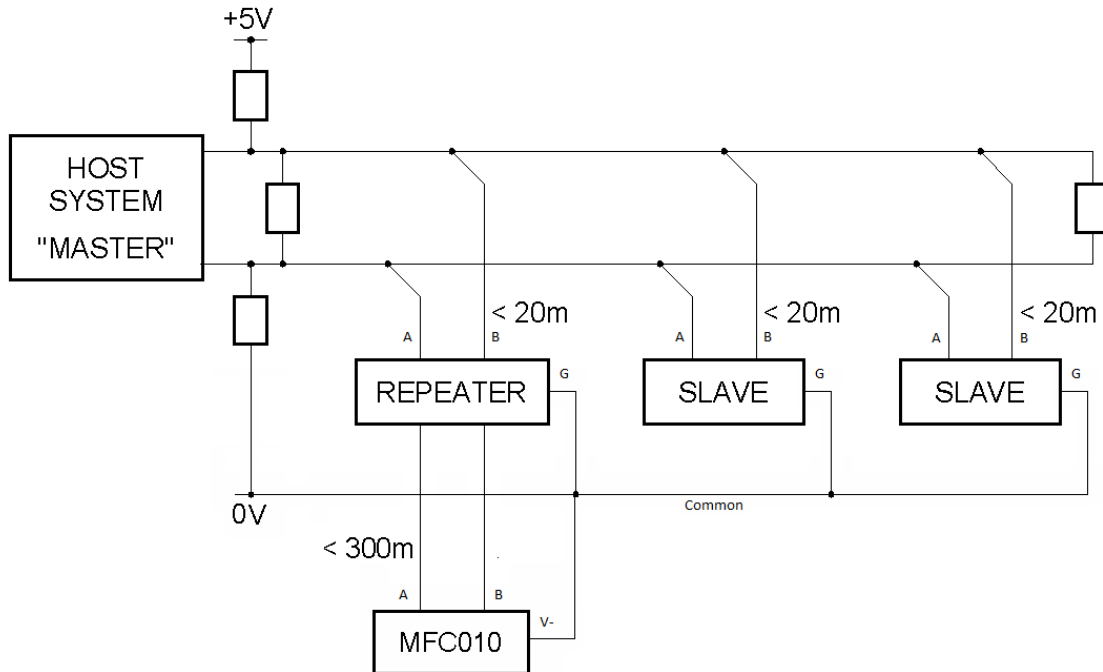 +5V
HOST
SYSTEM
"MASTER"
< 20m
< 20m
< 20m
A
B
A
B
A
B
REPEATER
G
SLAVE
G
SLAVE
G
0V
Common
< 300m
A
B
V-
MFC010